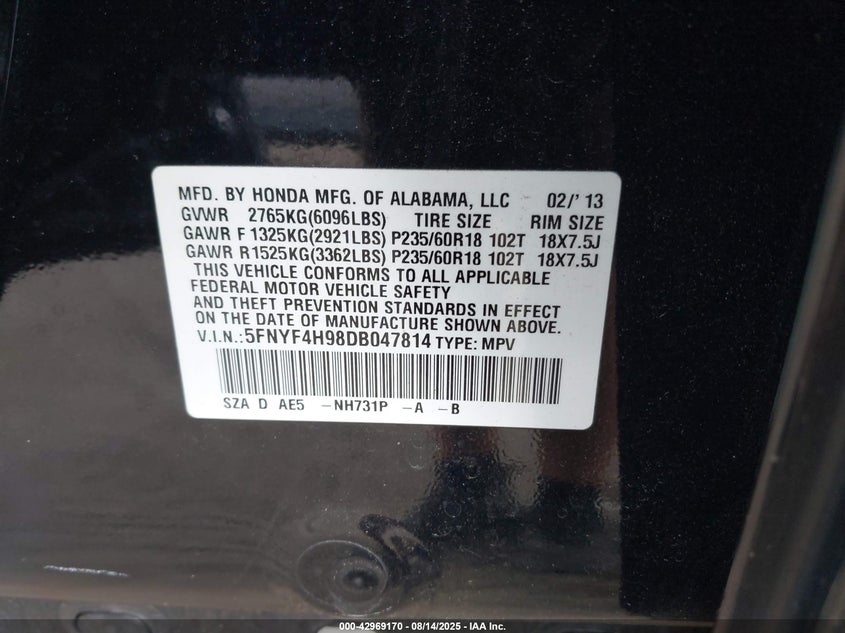 MFD. BY HONDA MFG. OF ALABAMA, LLC 02/' 13
GVWR 2765KG(6096LBS) TIRE SIZE RIM SIZE
GAWR F 1325KG(2921LBS) P235/60R18 102T 18X7.5J
GAWR R1525KG(3362LBS) P235/60R18 102T 18X7.5J
THIS VEHICLE CONFORMS TO ALL APPLICABLE
FEDERAL MOTOR VEHICLE SAFETY
AND THEFT PREVENTION STANDARDS IN EFFECT
ON THE DATE OF MANUFACTURE SHOWN ABOVE.
V.I.N.:5FNYF4H98DB047814 TYPE: MPV
SZA D AE5 -NH731P -A -B
000-42969170 - 08/14/2025 - IAA Inc.